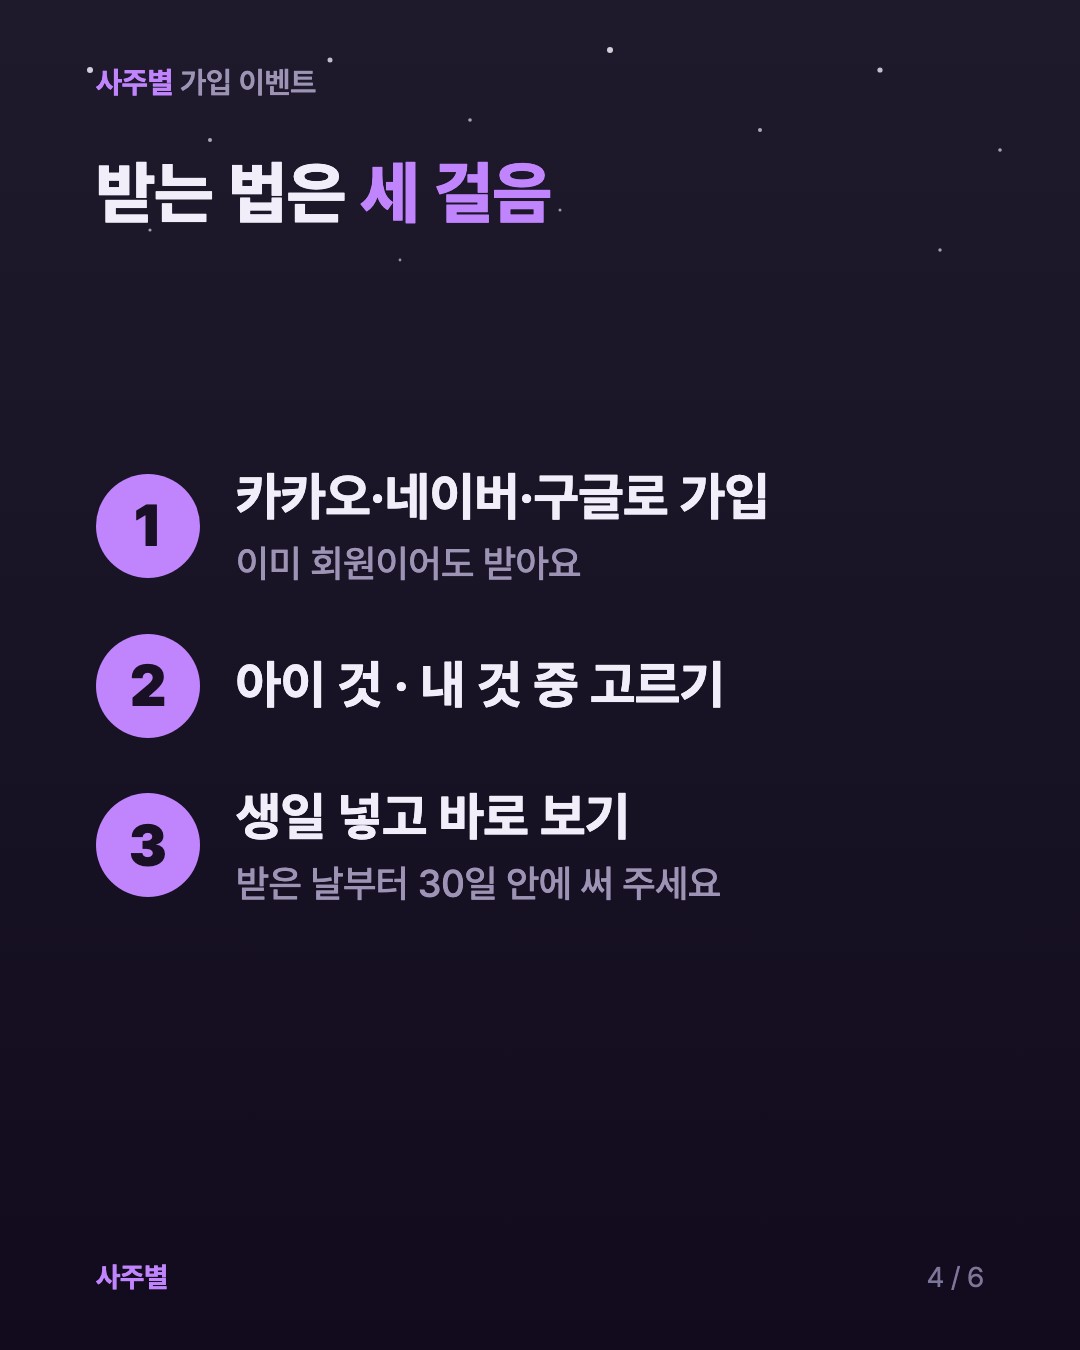 사주별 가입 이벤트
받는 법은 세 걸음
1
카카오·네이버·구글로 가입
이미 회원이어도 받아요
2
아이 것 · 내 것 중 고르기
3
생일 넣고 바로 보기
받은 날부터 30일 안에 써 주세요
사주별
4 / 6